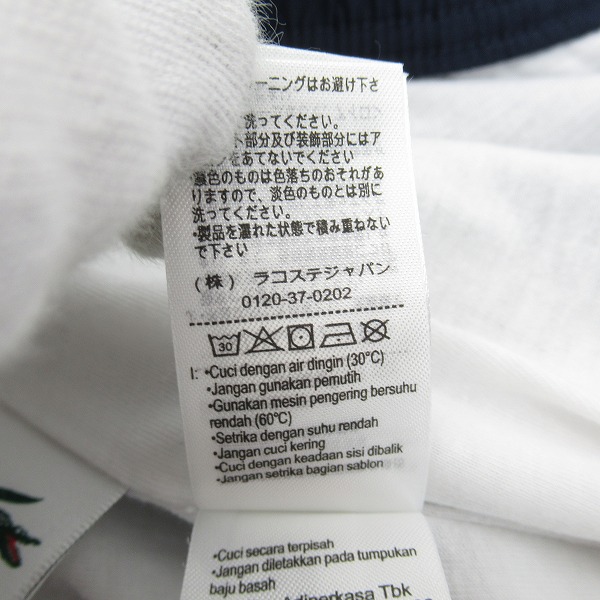 ーニングはお避け下さ
洗ってください。
ト部分及び装飾部分にはア
をあてないでください
濃色のものは色落ちのおそれがあ
りますので、淡色のものとは別に
洗ってください。
・製品を濡れた状態で積み重ねない
で下さい
(株) ラコステジャパン
0120-37-0202
30
I: •Cuci dengan air dingin (30°C)
•Jangan gunakan pemutih
•Gunakan mesin pengering bersuhu
rendah (60°C)
•Setrika dengan suhu rendah
•Jangan cuci kering
•Cuci dengan keadaan sisi dibalik
•Jangan setrika bagian sablon
•Cuci secara terpisah
•Jangan diletakkan pada tumpukan
baju basah
Adiperkasa Tbk